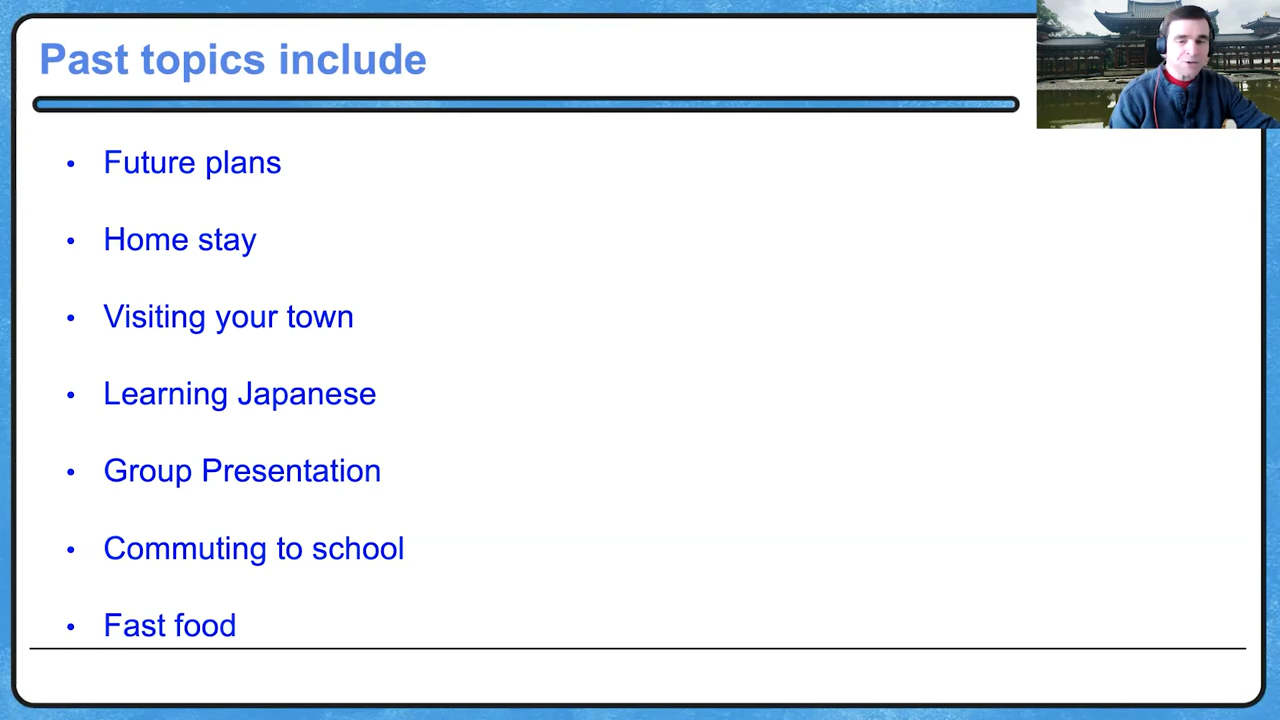 Past topics include
• Future plans
• Home stay
• Visiting your town
• Learning Japanese
• Group Presentation
• Commuting to school
• Fast food